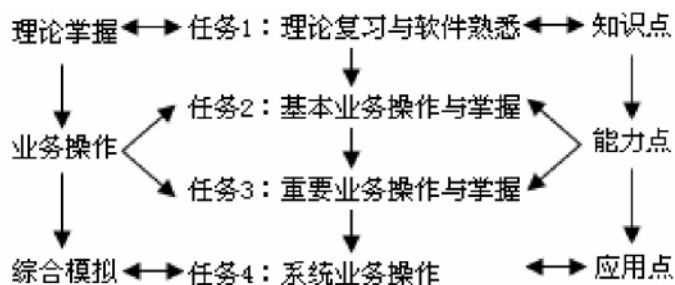 理论掌握 任务1：理论复习与软件熟悉 知识点
任务2：基本业务操作与掌握
业务操作 能力点
任务3：重要业务操作与掌握
综合模拟 任务4：系统业务操作 应用点